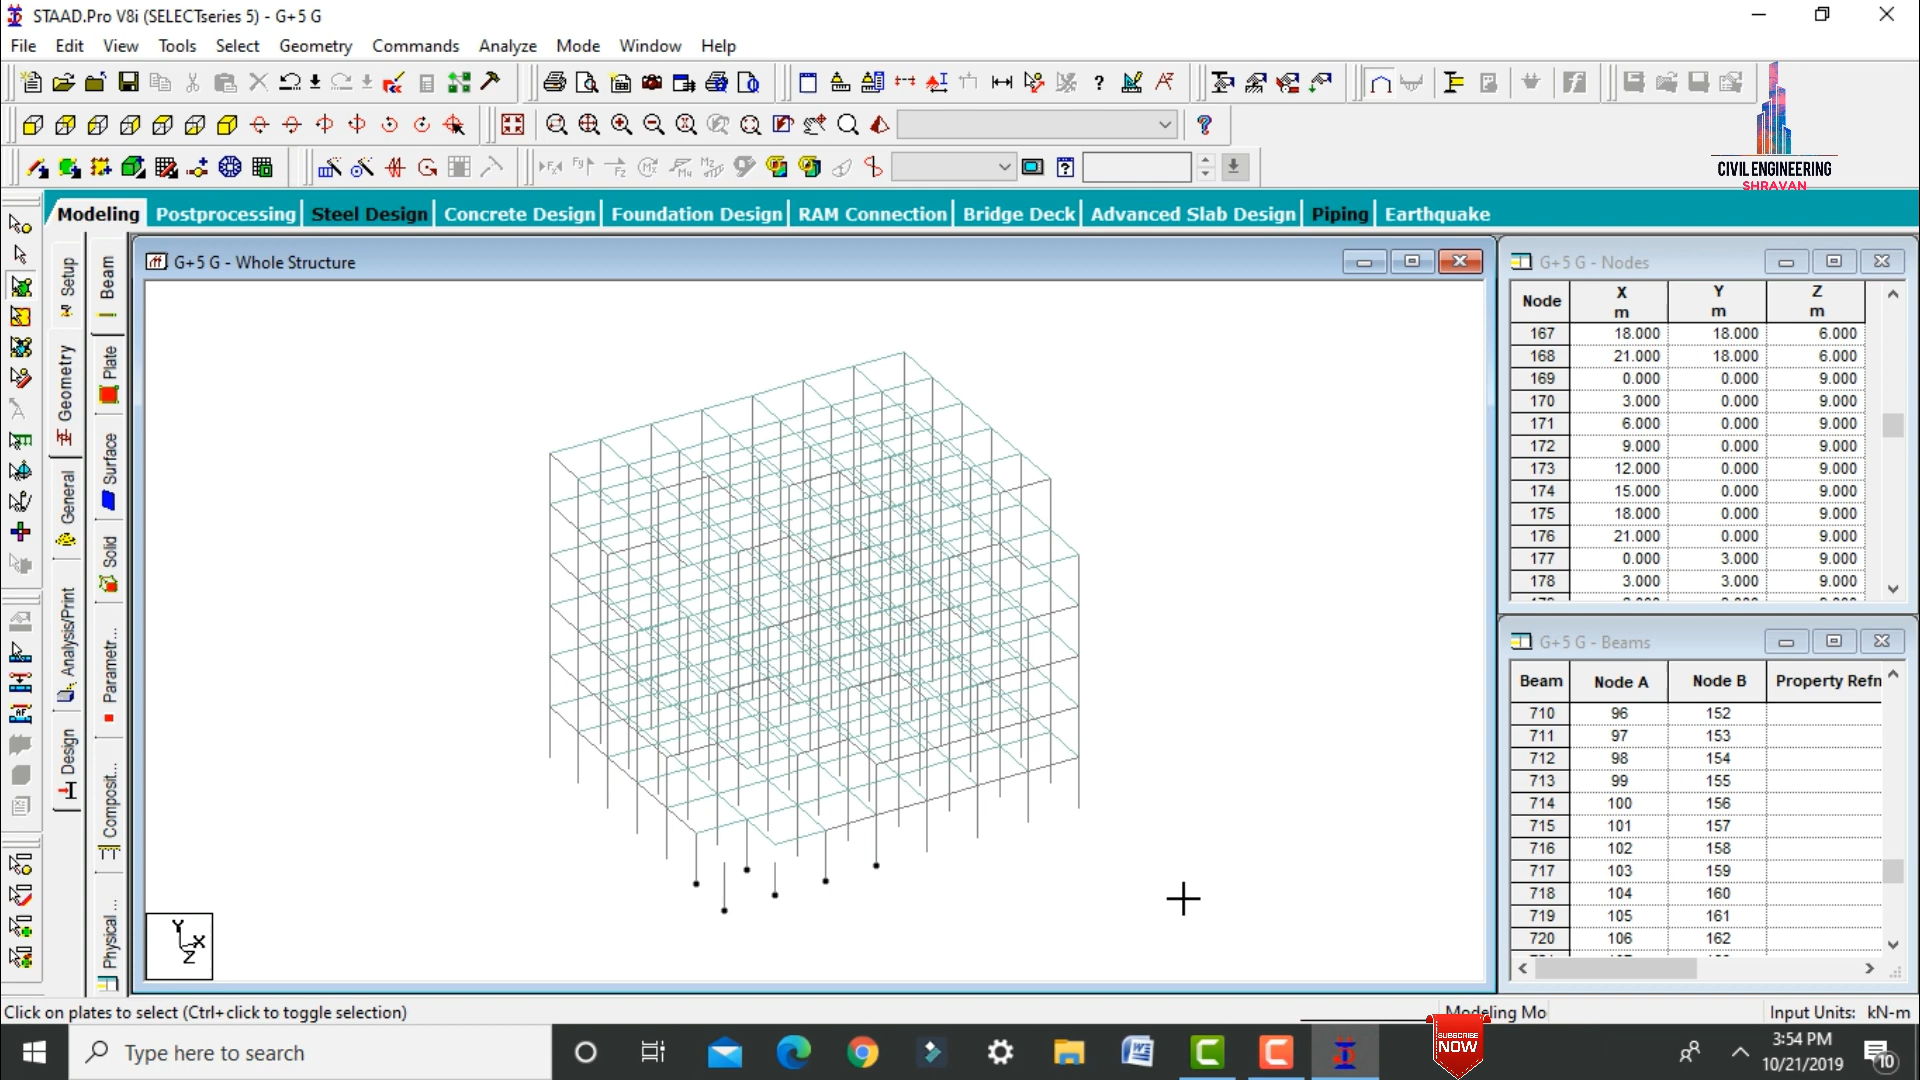 STAAD.Pro V8i (SELECTseries 5) - G+5 G
File Edit View Tools Select Geometry Commands Analyze Mode Window Help
CIVIL ENGINEERING
SHRAVAN
Modeling Postprocessing Steel Design Concrete Design Foundation Design RAM Connection Bridge Deck Advanced Slab Design Piping Earthquake
Setup
Geometry
General
Analysis/Print
Design
Beam
Plate
Surface
Solid
Parametr...
Composit...
Physical ...
G+5 G - Whole Structure
Y
X
Z
G+5 G - Nodes
Node X m Y m Z m
167 18.000 18.000 6.000
168 21.000 18.000 6.000
169 0.000 0.000 9.000
170 3.000 0.000 9.000
171 6.000 0.000 9.000
172 9.000 0.000 9.000
173 12.000 0.000 9.000
174 15.000 0.000 9.000
175 18.000 0.000 9.000
176 21.000 0.000 9.000
177 0.000 3.000 9.000
178 3.000 3.000 9.000
G+5 G - Beams
Beam Node A Node B Property Refn
710 96 152
711 97 153
712 98 154
713 99 155
714 100 156
715 101 157
716 102 158
717 103 159
718 104 160
719 105 161
720 106 162
Click on plates to select (Ctrl+click to toggle selection)
Modeling Mo
Input Units: kN-m
SUBSCRIBE
NOW
Type here to search
3:54 PM
10/21/2019
10